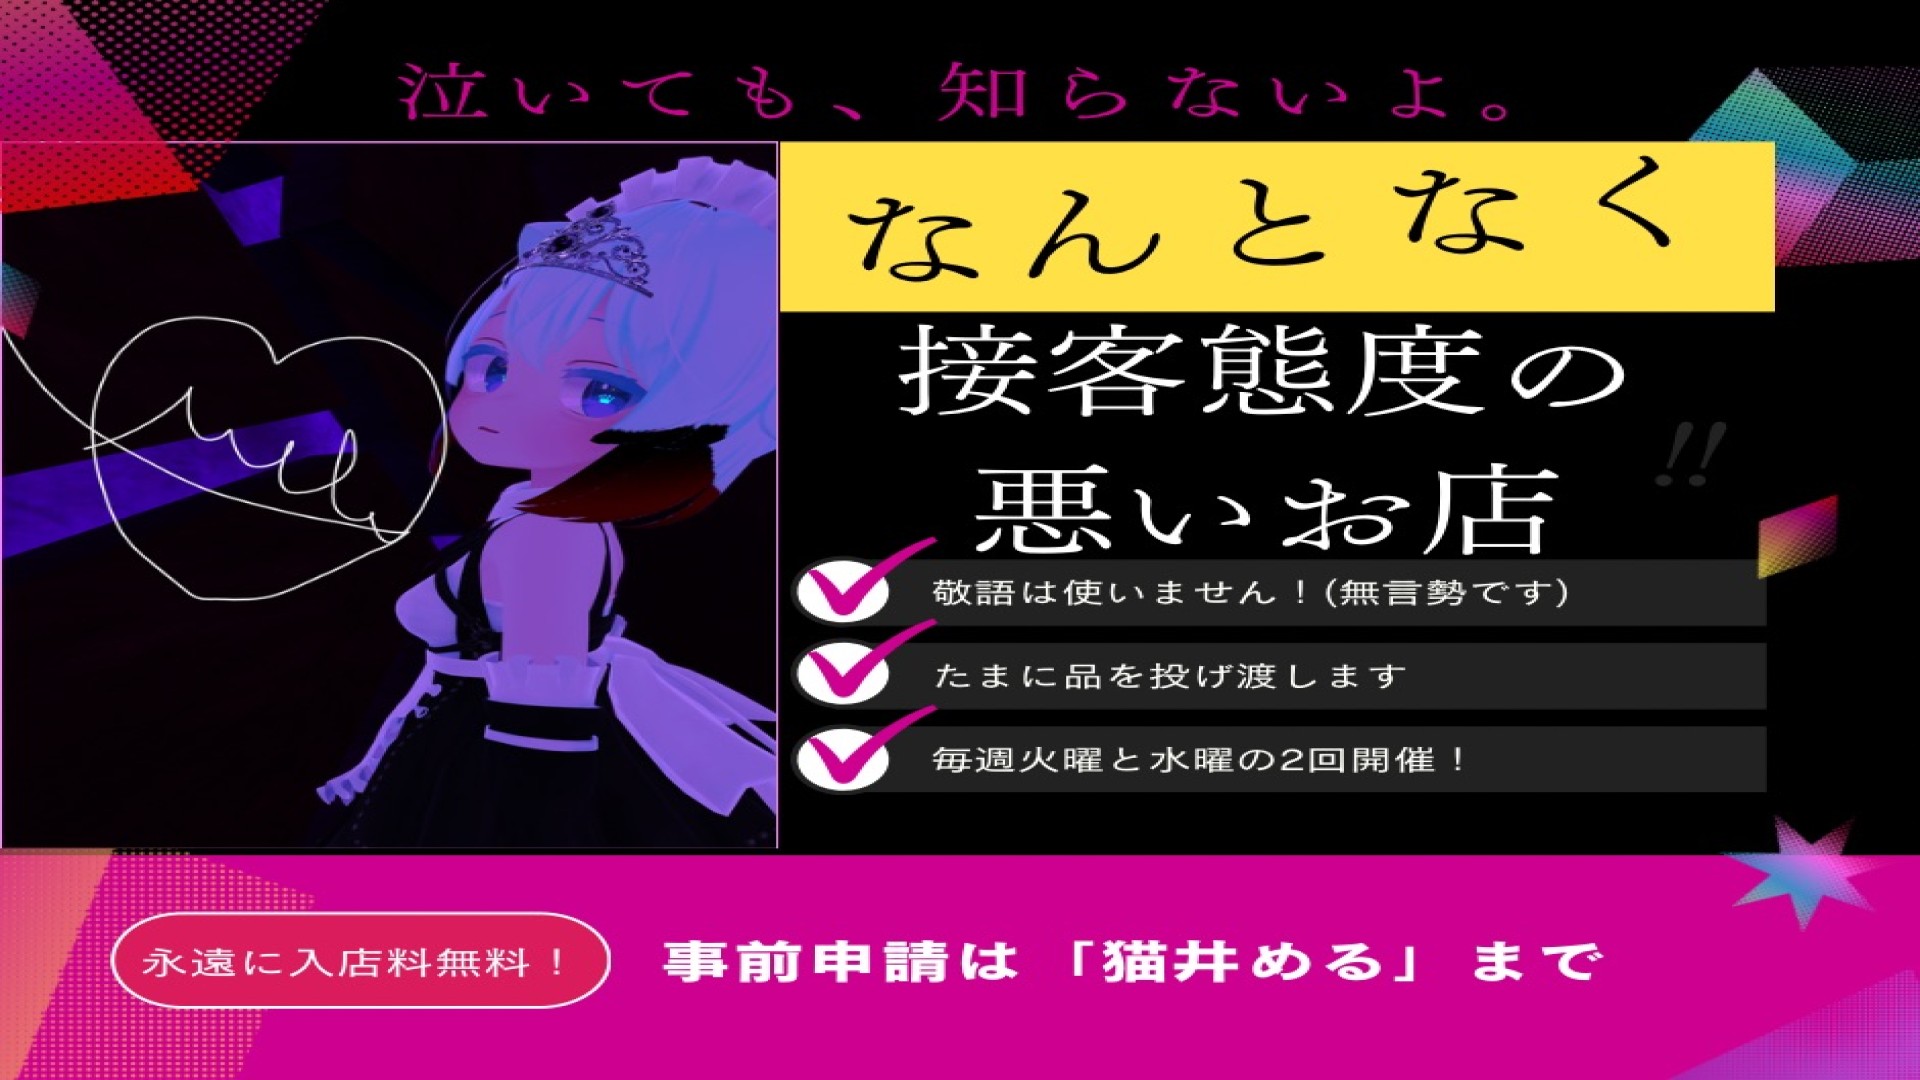 泣いても、知らないよ。
なんとなく
接客態度の
悪いお店
!!
敬語は使いません！(無言勢です)
たまに品を投げ渡します
毎週火曜と水曜の2回開催！
永遠に入店料無料！
事前申請は「猫井める」まで